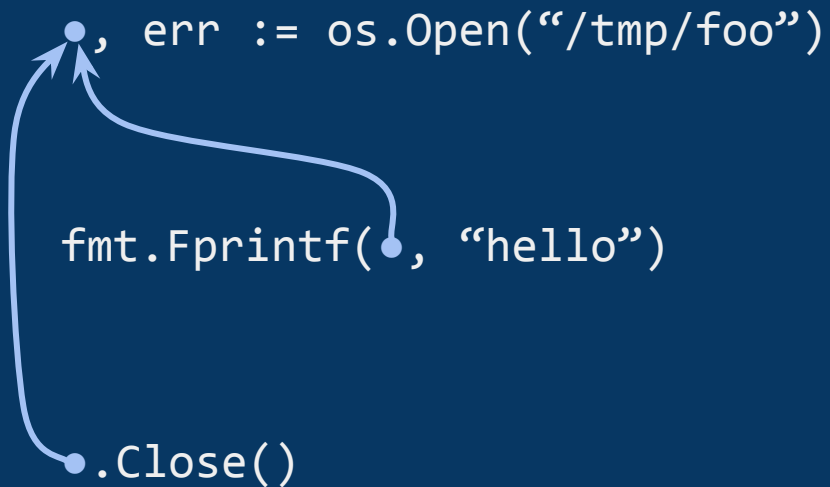 , err := os.Open(“/tmp/foo”)
fmt.Fprintf( , “hello”)
.Close()